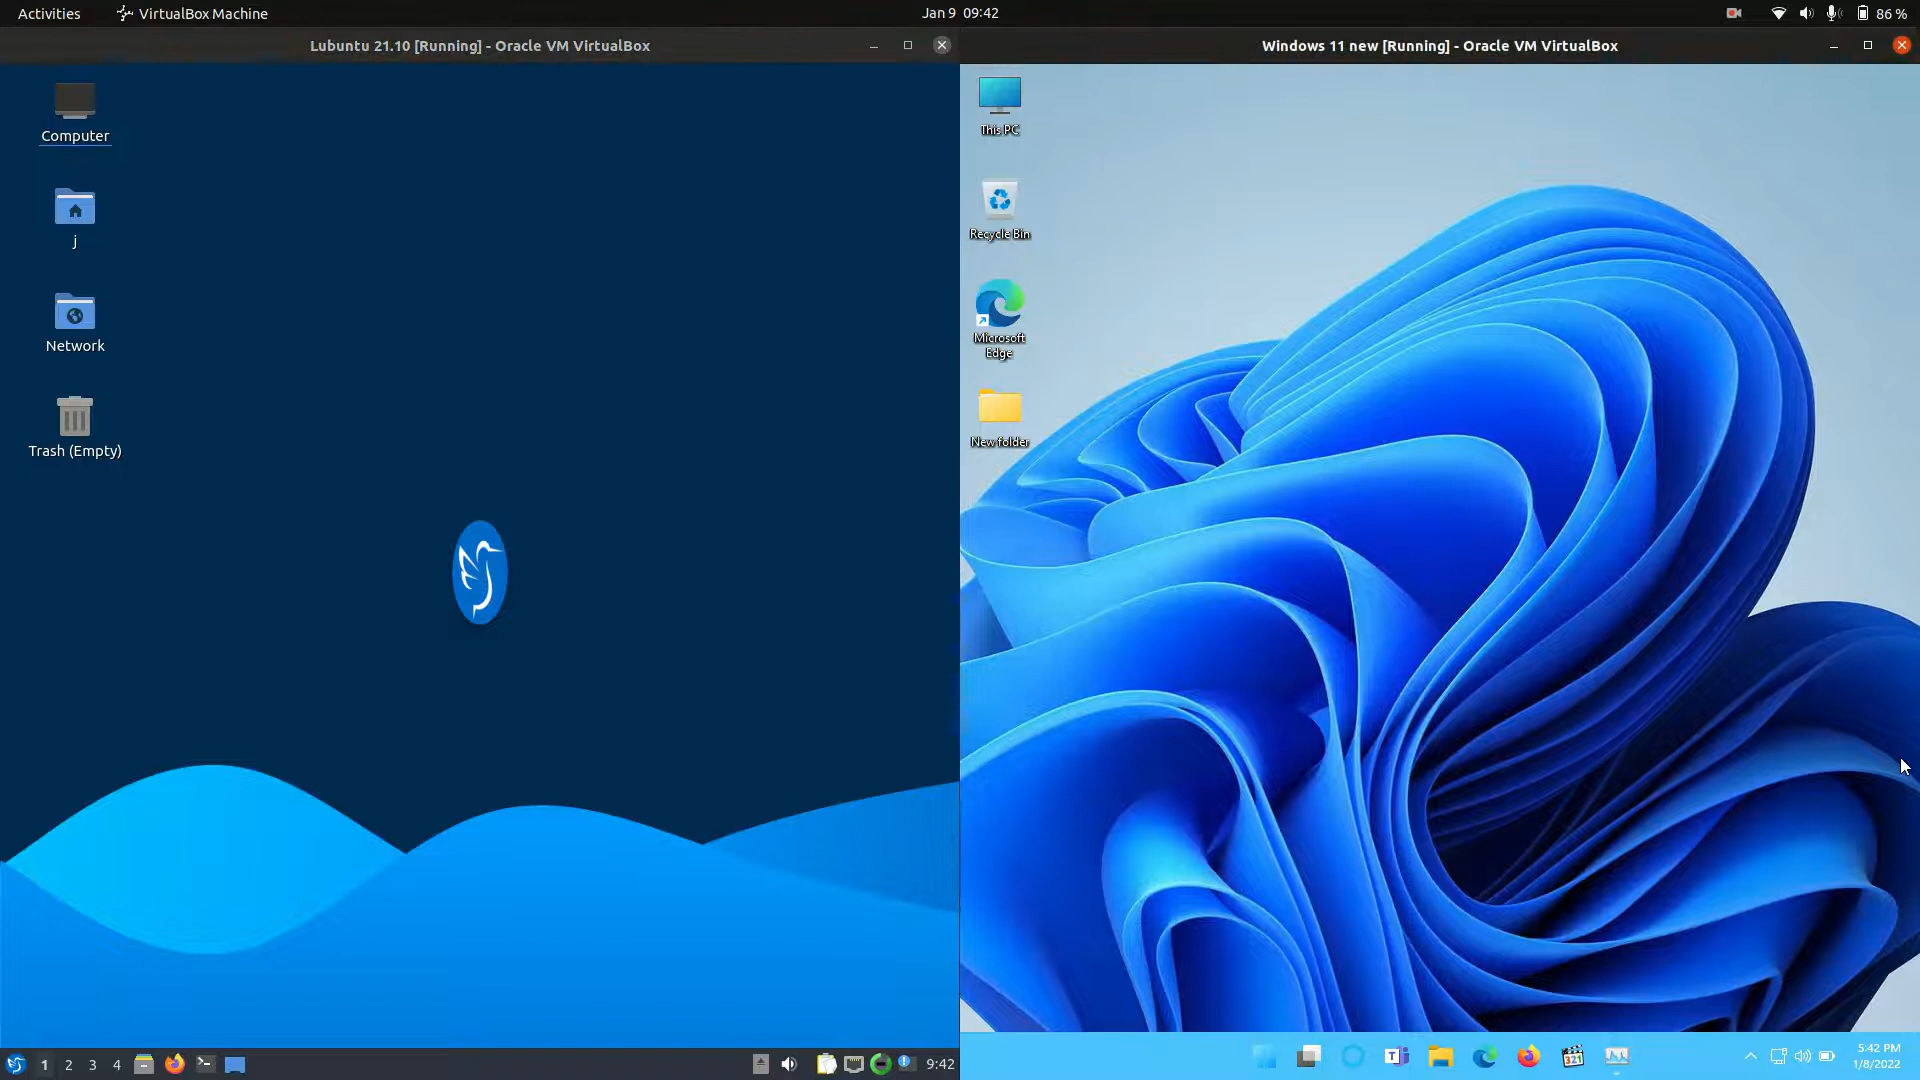 Activities
VirtualBox Machine
Jan 9 09:42
86 %
Lubuntu 21.10 [Running] - Oracle VM VirtualBox
Computer
j
Network
Trash (Empty)
1 2 3 4
9:42
Windows 11 new [Running] - Oracle VM VirtualBox
This PC
Recycle Bin
Microsoft
Edge
New folder
T
321
5:42 PM
1/8/2022